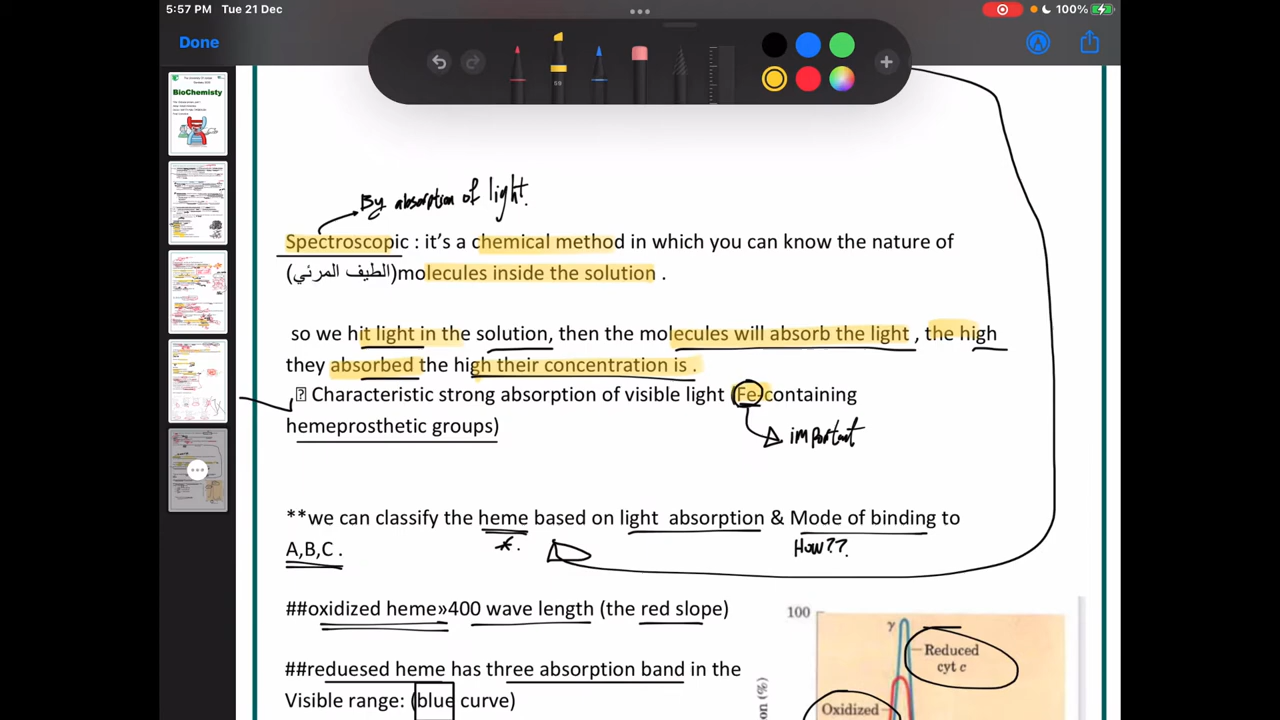 5:57 PM Tue 21 Dec
100%
Done
59
BioChemisty
By absorption of light.
Spectroscopic : it's a chemical method in which you can know the nature of
(الطيف المرئي)molecules inside the solution .
so we hit light in the solution, then the molecules will absorb the light , the high
they absorbed the high their concentration is .
Characteristic strong absorption of visible light (Fe-containing
hemeprosthetic groups)
important
**we can classify the heme based on light absorption & Mode of binding to
A,B,C .
How??
##oxidized heme»400 wave length (the red slope)
100
γ
Reduced
cyt c
##reduesed heme has three absorption band in the
Visible range: (blue curve)
Oxidized
on (%)